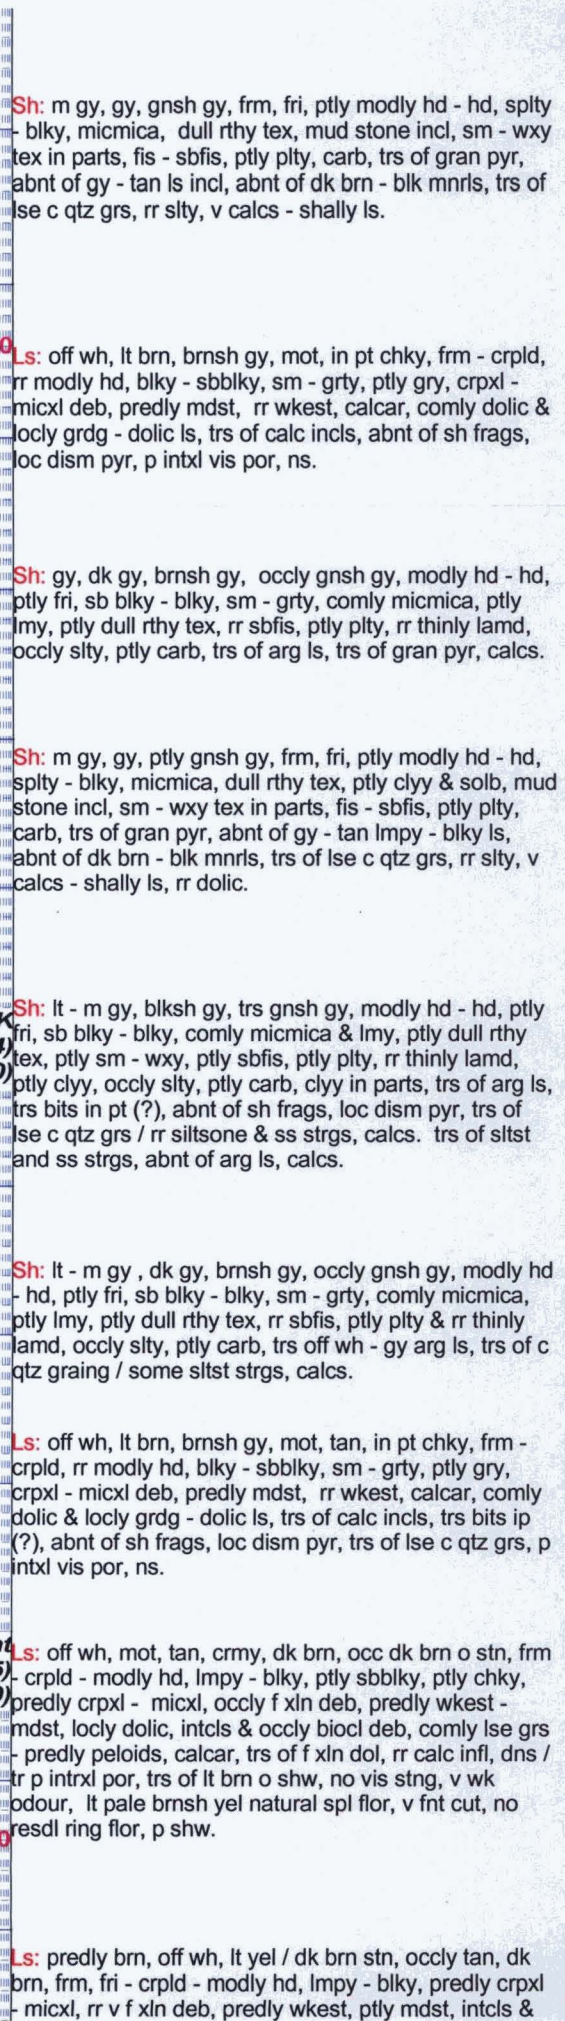 Sh: m gy, gy, gnsh gy, frm, fri, ptly modly hd - hd, splty
- blky, micmica, dull rthy tex, mud stone incl, sm - wxy
tex in parts, fis - sbfis, ptly plty, carb, trs of gran pyr,
abnt of gy - tan ls incl, abnt of dk brn - blk mnrls, trs of
lse c qtz grs, rr slty, v calcs - shally ls.
Ls: off wh, lt brn, brnsh gy, mot, in pt chky, frm - crpld,
rr modly hd, blky - sbblky, sm - grty, ptly gry, crpxl -
micxl deb, predly mdst, rr wkest, calcar, comly dolic &
locly grdg - dolic ls, trs of calc incls, abnt of sh frags,
loc dism pyr, p intxl vis por, ns.
Sh: gy, dk gy, brnsh gy, occly gnsh gy, modly hd - hd,
ptly fri, sb blky - blky, sm - grty, comly micmica, ptly
lmy, ptly dull rthy tex, rr sbfis, ptly plty, rr thinly lamd,
occly slty, ptly carb, trs of arg ls, trs of gran pyr, calcs.
Sh: m gy, gy, ptly gnsh gy, frm, fri, ptly modly hd - hd,
splty - blky, micmica, dull rthy tex, ptly clyy & solb, mud
stone incl, sm - wxy tex in parts, fis - sbfis, ptly plty,
carb, trs of gran pyr, abnt of gy - tan lmpy - blky ls,
abnt of dk brn - blk mnrls, trs of lse c qtz grs, rr slty, v
calcs - shally ls, rr dolic.
Sh: lt - m gy, blksh gy, trs gnsh gy, modly hd - hd, ptly
fri, sb blky - blky, comly micmica & lmy, ptly dull rthy
tex, ptly sm - wxy, ptly sbfis, ptly plty, rr thinly lamd,
ptly clyy, occly slty, ptly carb, clyy in parts, trs of arg ls,
trs bits in pt (?), abnt of sh frags, loc dism pyr, trs of
lse c qtz grs / rr siltsone & ss strgs, calcs. trs of sltst
and ss strgs, abnt of arg ls, calcs.
Sh: lt - m gy , dk gy, brnsh gy, occly gnsh gy, modly hd
- hd, ptly fri, sb blky - blky, sm - grty, comly micmica,
ptly lmy, ptly dull rthy tex, rr sbfis, ptly plty & rr thinly
lamd, occly slty, ptly carb, trs off wh - gy arg ls, trs of c
qtz graing / some sltst strgs, calcs.
Ls: off wh, lt brn, brnsh gy, mot, tan, in pt chky, frm -
crpld, rr modly hd, blky - sbblky, sm - grty, ptly gry,
crpxl - micxl deb, predly mdst, rr wkest, calcar, comly
dolic & locly grdg - dolic ls, trs of calc incls, trs bits ip
(?), abnt of sh frags, loc dism pyr, trs of lse c qtz grs, p
intxl vis por, ns.
Ls: off wh, mot, tan, crmy, dk brn, occ dk brn o stn, frm
- crpld - modly hd, lmpy - blky, ptly sbblky, ptly chky,
predly crpxl - micxl, occly f xln deb, predly wkest -
mdst, locly dolic, intcls & occly biocl deb, comly lse grs
- predly peloids, calcar, trs of f xln dol, rr calc infl, dns /
tr p intrxl por, trs of lt brn o shw, no vis stng, v wk
odour, lt pale brnsh yel natural spl flor, v fnt cut, no
resdl ring flor, p shw.
Ls: predly brn, off wh, lt yel / dk brn stn, occly tan, dk
brn, frm, fri - crpld - modly hd, lmpy - blky, predly crpxl
- micxl, rr v f xln deb, predly wkest, ptly mdst, intcls &